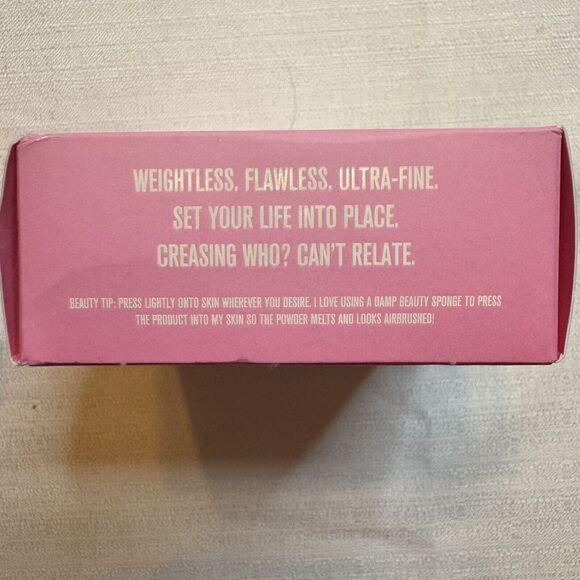 WEIGHTLESS. FLAWLESS. ULTRA-FINE.
SET YOUR LIFE INTO PLACE.
CREASING WHO? CAN'T RELATE.
BEAUTY TIP: PRESS LIGHTLY ONTO SKIN WHEREVER YOU DESIRE. I LOVE USING A DAMP BEAUTY SPONGE TO PRESS
THE PRODUCT INTO MY SKIN SO THE POWDER MELTS AND LOOKS AIRBRUSHED!